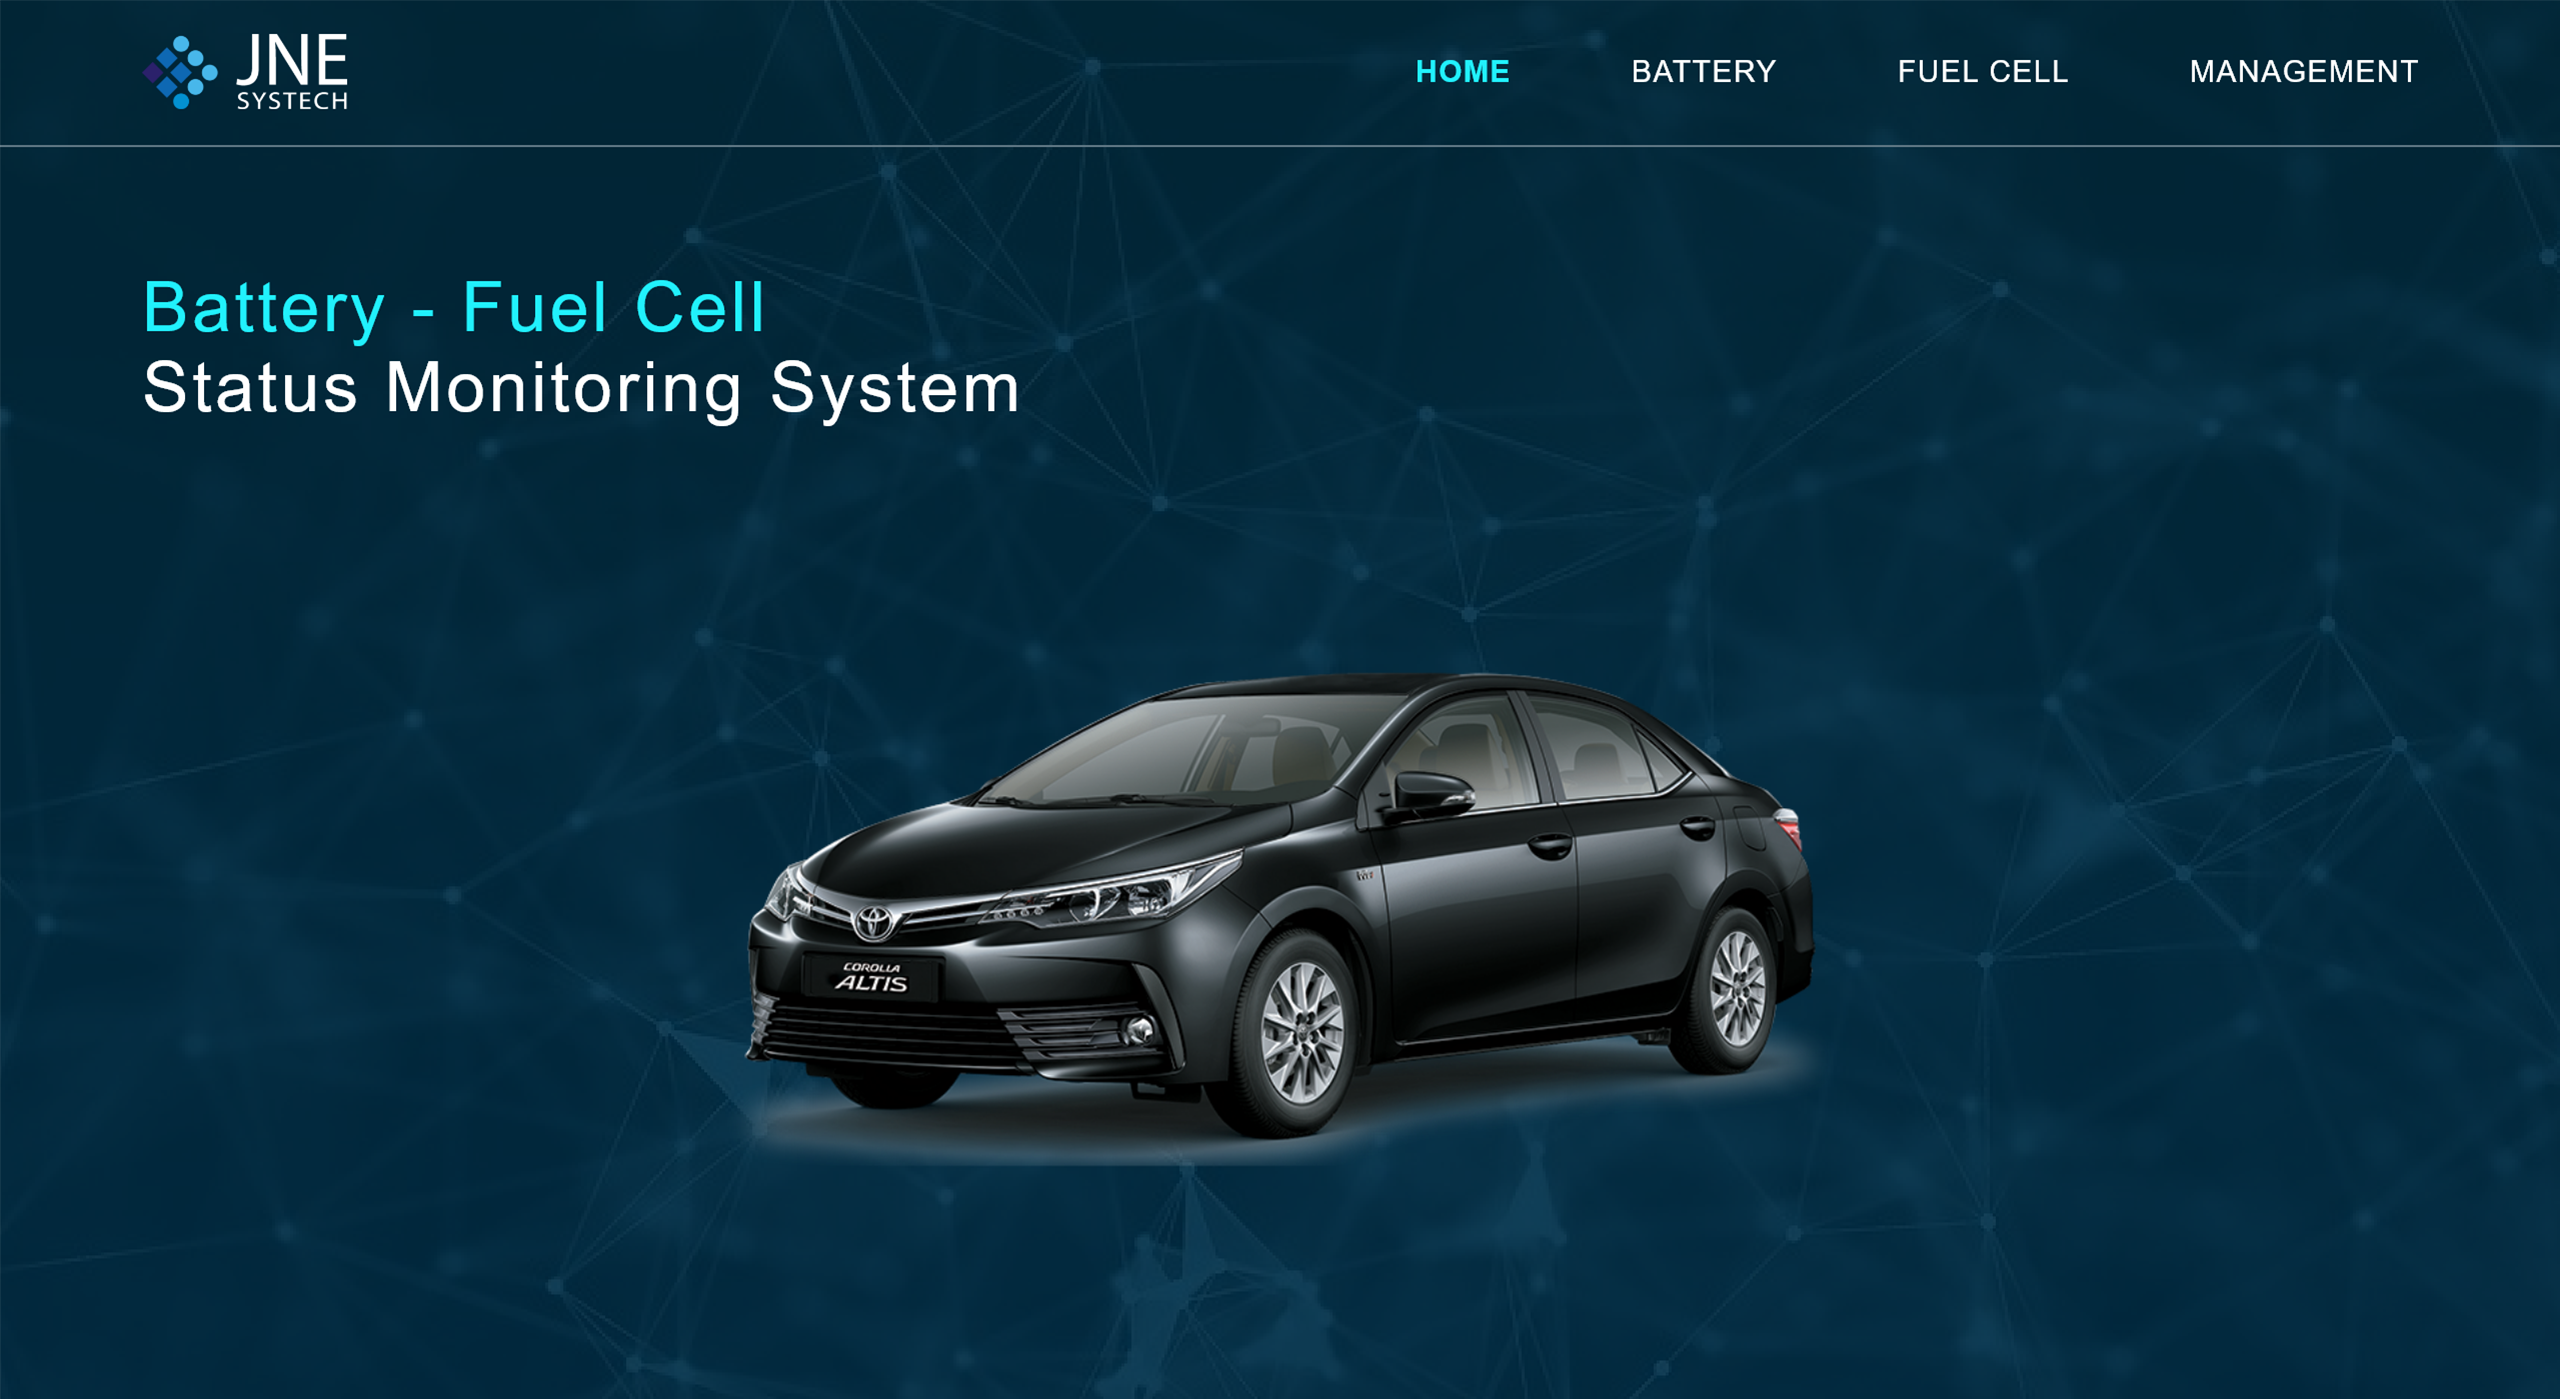 JNE
SYSTECH
HOME BATTERY FUEL CELL MANAGEMENT
Battery - Fuel Cell
Status Monitoring System
COROLLA
ALTIS